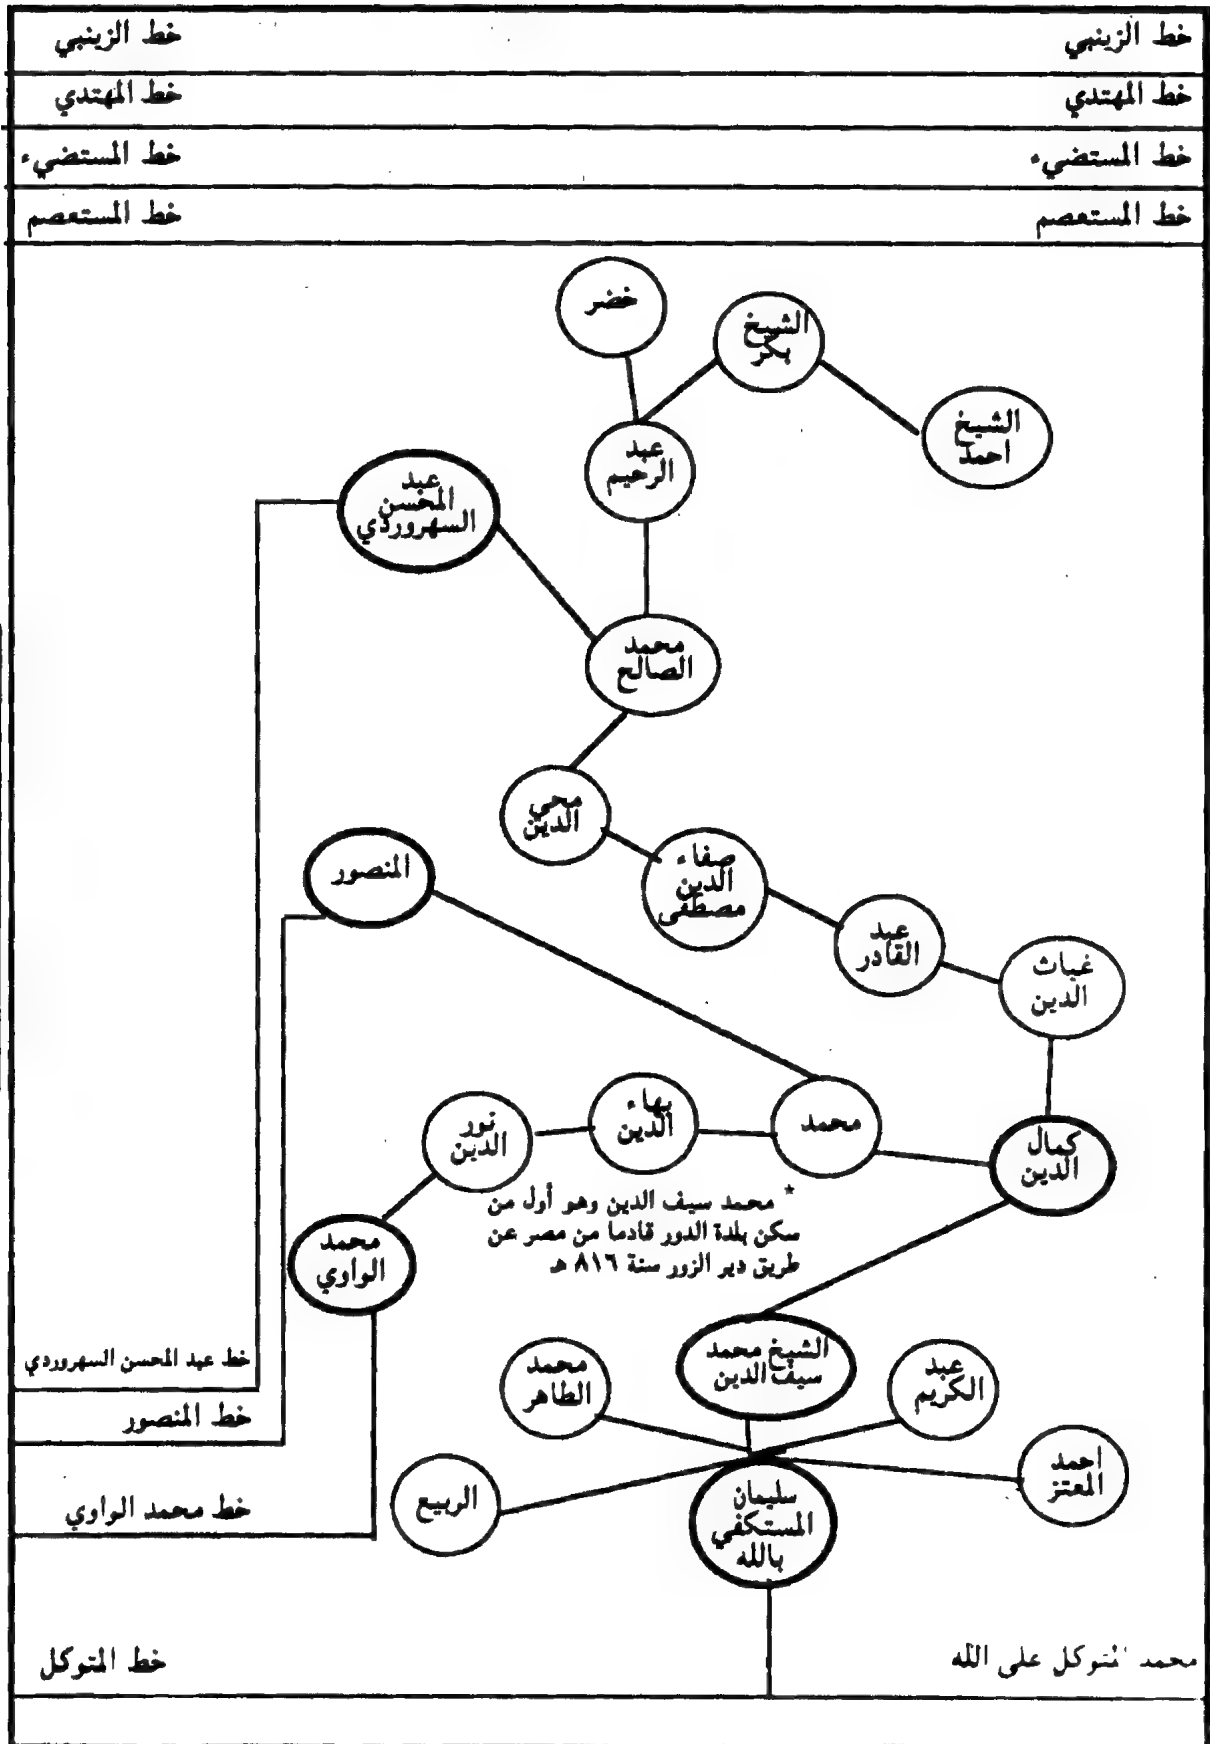 خط الزينبي
خط الزينبي
خط المهتدي
خط المهتدي
خط المستضيء
خط المستضيء
خط المستعصم
خط المستعصم
خضر
الشيخ
بكر
الشيخ
احمد
عبد
الرحيم
عبد
المحسن
السهروردي
محمد
الصالح
محي
الدين
صفاء
الدين
مصطفى
المنصور
عبد
القادر
غياث
الدين
كمال
الدين
محمد
بهاء
الدين
نور
الدين
محمد
الراوي
* محمد سيف الدين وهو أول من
سكن بلدة الدور قادما من مصر عن
طريق دير الزور سنة ٨١٦ هـ
الشيخ محمد
سيف الدين
عبد
الكريم
محمد
الطاهر
احمد
المعتز
الربيع
سليمان
المستكفي
بالله
خط عبد المحسن السهروردي
خط المنصور
خط محمد الراوي
محمد المتوكل على الله
خط المتوكل